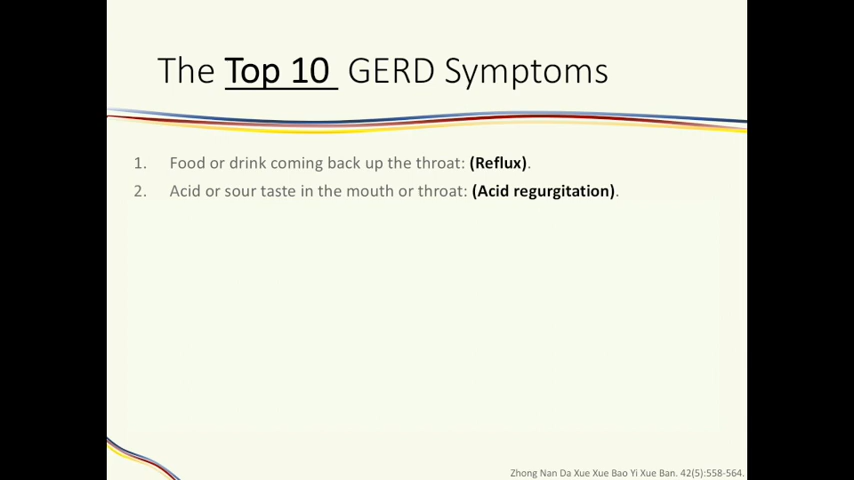 The Top 10 GERD Symptoms
1. Food or drink coming back up the throat: (Reflux).
2. Acid or sour taste in the mouth or throat: (Acid regurgitation).
Zhong Nan Da Xue Xue Bao Yi Xue Ban. 42(5):558-564.